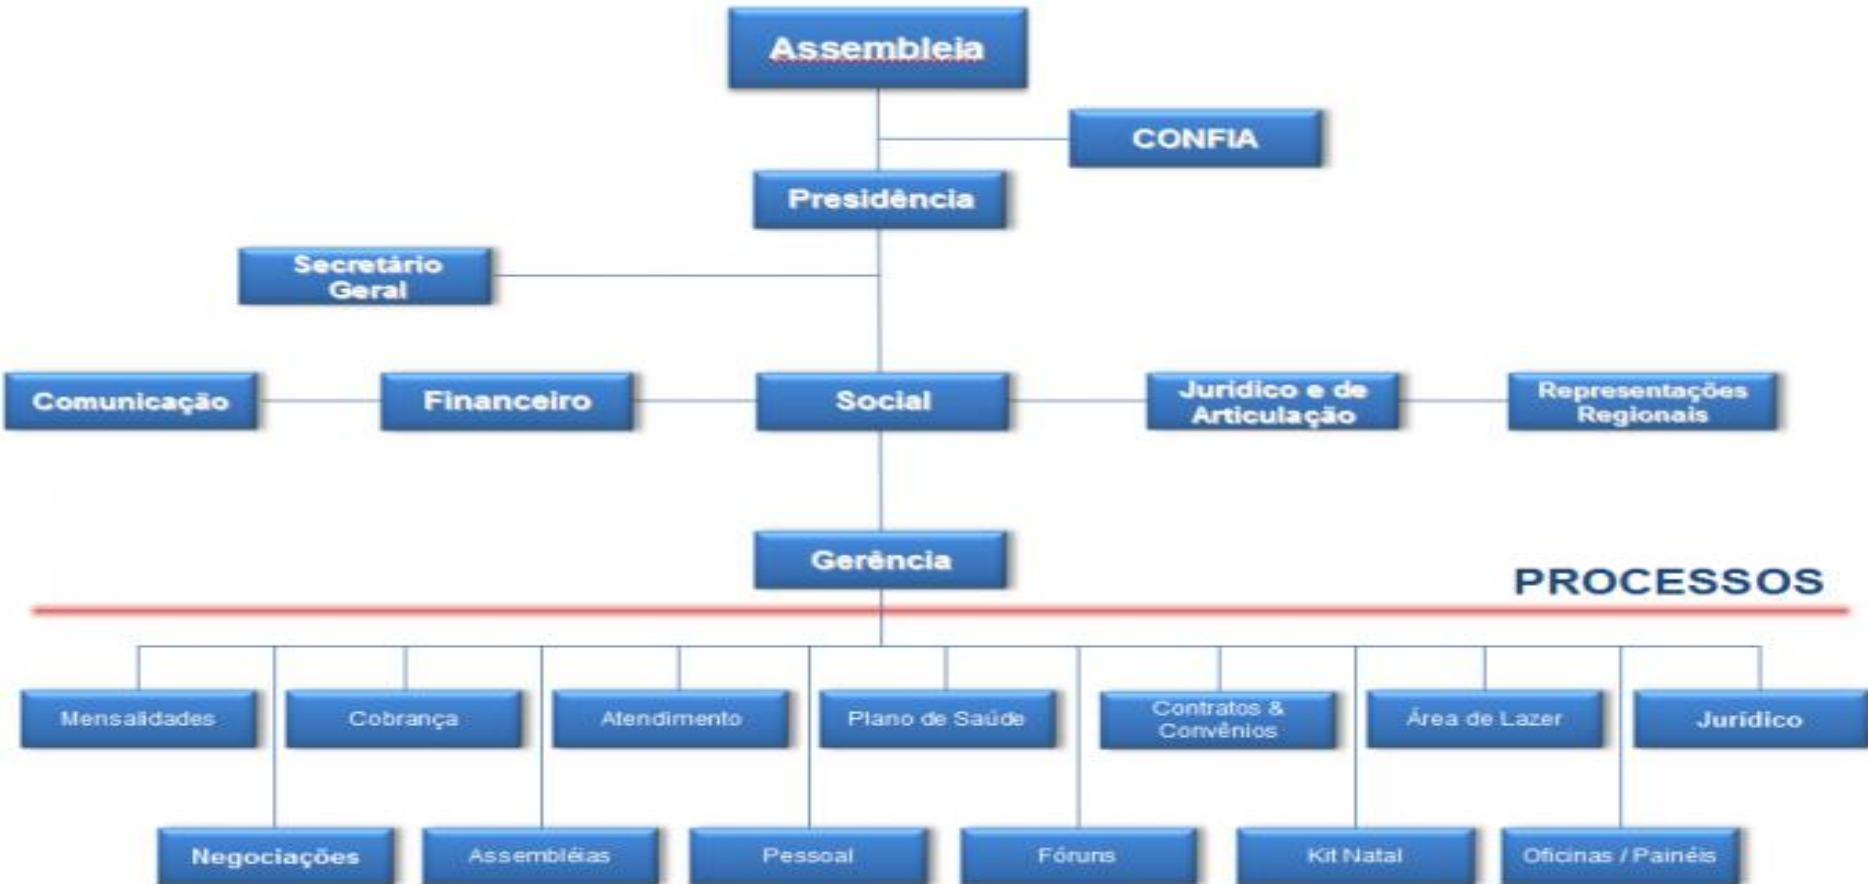 Assembleia
CONFIA
Presidência
Secretário
Geral
Comunicação
Financeiro
Social
Jurídico e de
Articulação
Representações
Regionais
Gerência
PROCESSOS
Mensalidades
Cobrança
Atendimento
Plano de Saúde
Contratos &
Convênios
Área de Lazer
Jurídico
Negociações
Assembléias
Pessoal
Fóruns
Kit Natal
Oficinas / Painéis